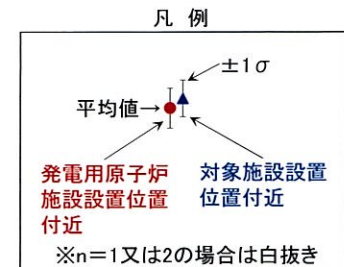 凡 例
±1σ
平均値→
発電用原子炉
施設設置位置
付近
対象施設設置
位置付近
※n=1又は2の場合は白抜き